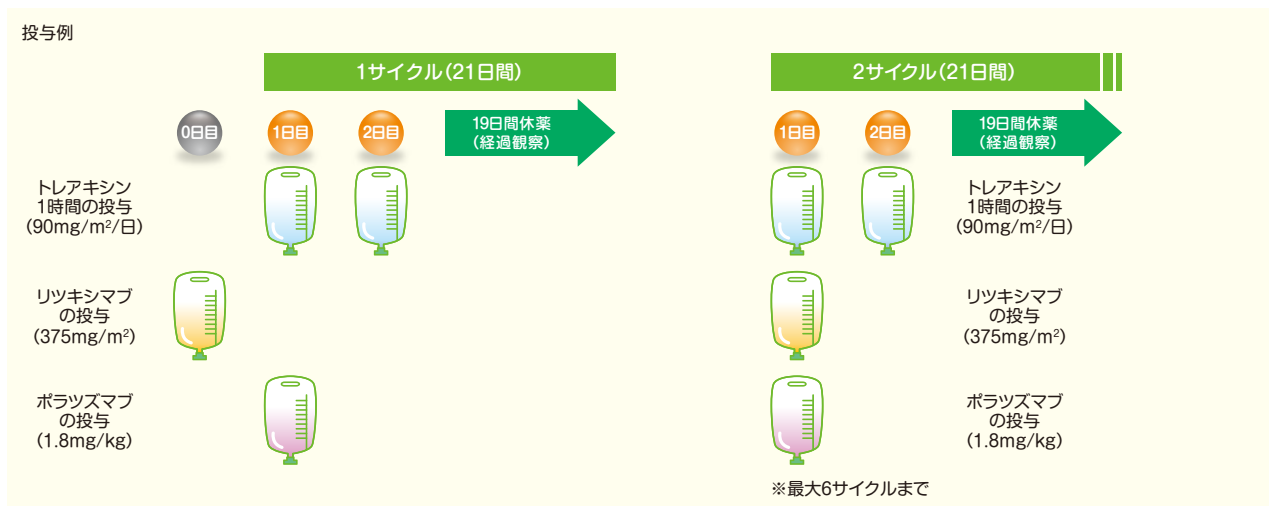 投与例
1サイクル(21日間)
2サイクル(21日間)
0日目
1日目
2日目
19日間休薬
(経過観察)
1日目
2日目
19日間休薬
(経過観察)
トレアキシン
1時間の投与
(90mg/m²/日)
トレアキシン
1時間の投与
(90mg/m²/日)
リツキシマブ
の投与
(375mg/m²)
リツキシマブ
の投与
(375mg/m²)
ポラツズマブ
の投与
(1.8mg/kg)
ポラツズマブ
の投与
(1.8mg/kg)
※最大6サイクルまで